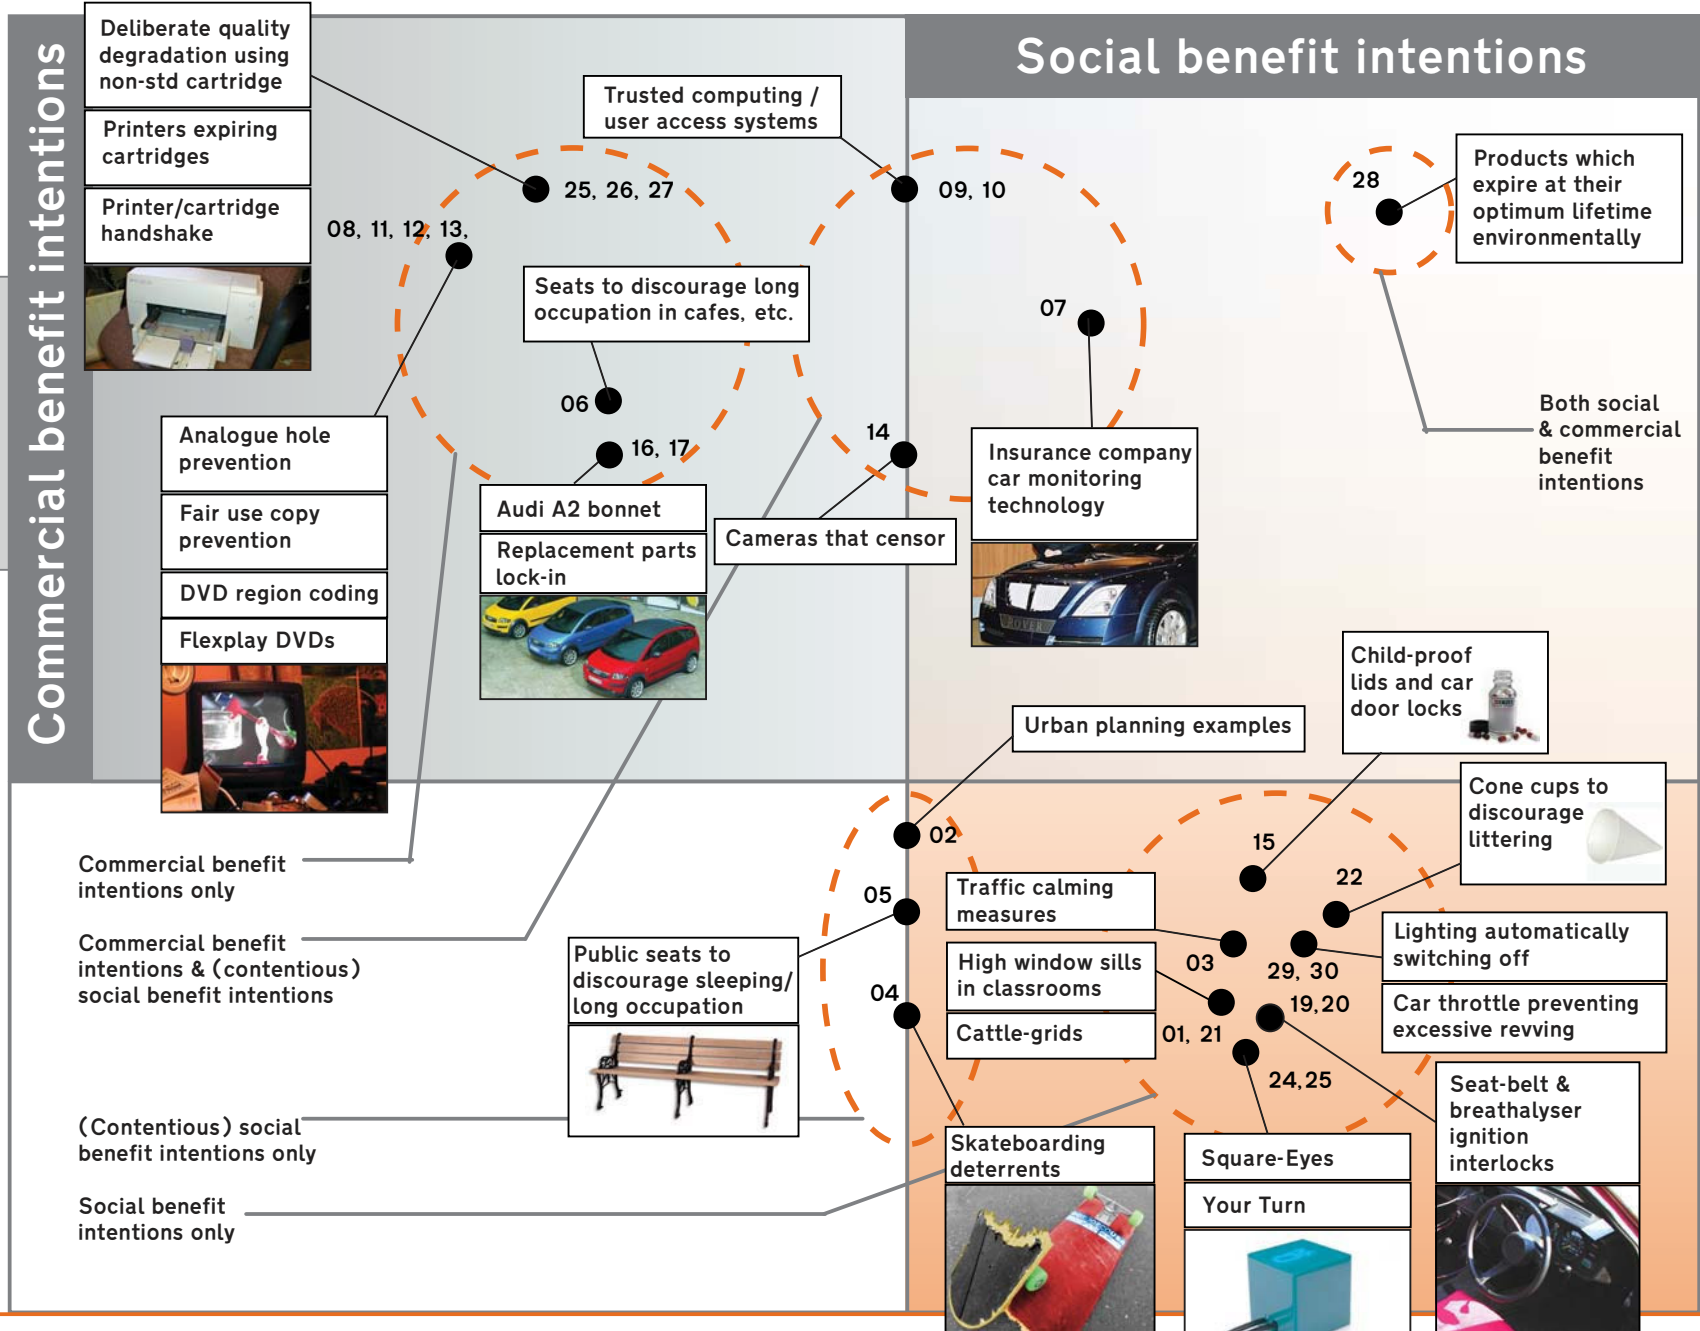 Commercial benefit intentions
Social benefit intentions
Deliberate quality
degradation using
non-std cartridge
Printers expiring
cartridges
Printer/cartridge
handshake
Trusted computing /
user access systems
25, 26, 27
09, 10
28
Products which
expire at their
optimum lifetime
environmentally
08, 11, 12, 13,
Seats to discourage long
occupation in cafes, etc.
07
06
16, 17
14
Both social
& commercial
benefit
intentions
Analogue hole
prevention
Fair use copy
prevention
DVD region coding
Flexplay DVDs
Audi A2 bonnet
Replacement parts
lock-in
Cameras that censor
Insurance company
car monitoring
technology
ROVER
Child-proof
lids and car
door locks
Urban planning examples
Cone cups to
discourage
littering
02
15
22
05
Commercial benefit
intentions only
Traffic calming
measures
03
29, 30
Lighting automatically
switching off
Commercial benefit
intentions & (contentious)
social benefit intentions
Public seats to
discourage sleeping/
long occupation
04
High window sills
in classrooms
Cattle-grids
01, 21
19,20
Car throttle preventing
excessive revving
24,25
Seat-belt &
breathalyser
ignition
interlocks
(Contentious) social
benefit intentions only
Skateboarding
deterrents
Square-Eyes
Your Turn
Social benefit
intentions only